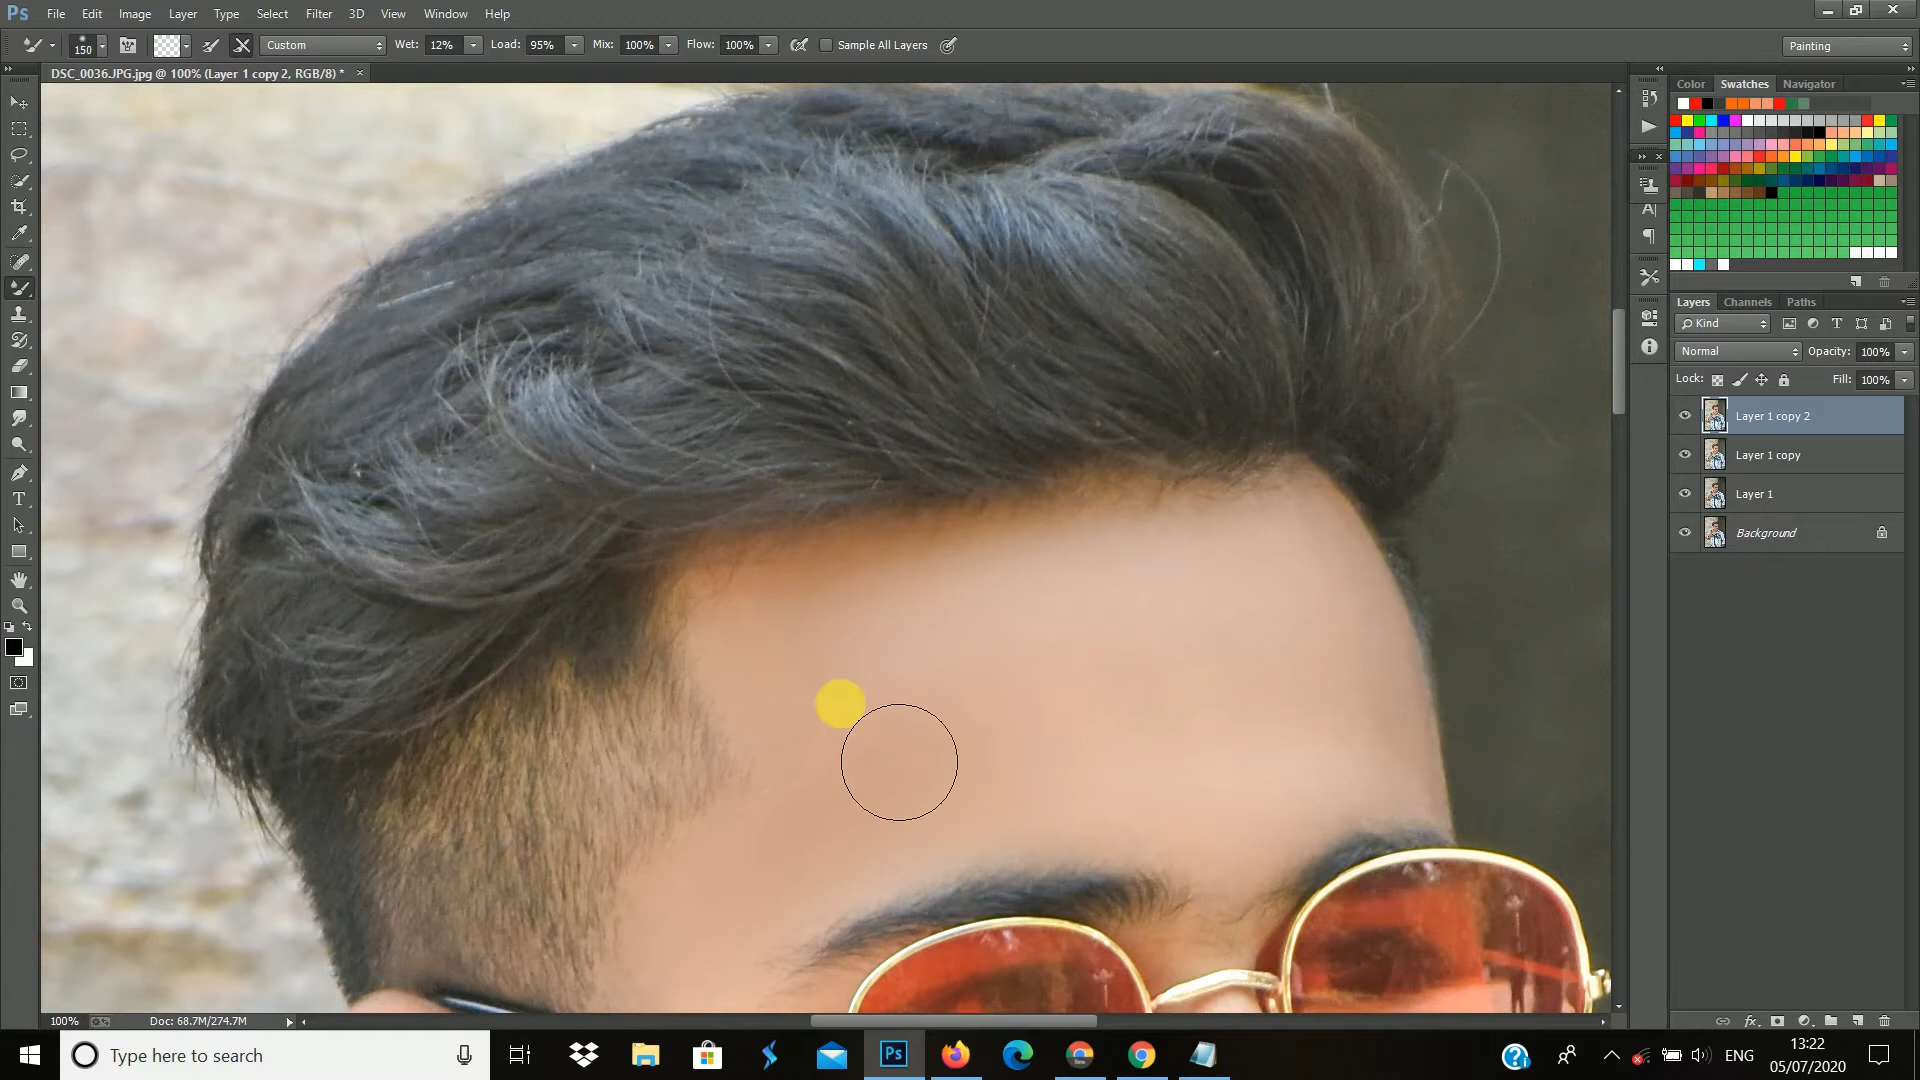 Ps File Edit Image Layer Type Select Filter 3D View Window Help
150 Custom Wet: 12% Load: 95% Mix: 100% Flow: 100% Sample All Layers Painting
DSC_0036.JPG.jpg @ 100% (Layer 1 copy 2, RGB/8) *
Color Swatches Navigator
Layers Channels Paths
Kind
Normal Opacity: 100%
Lock: Fill: 100%
Layer 1 copy 2
Layer 1 copy
Layer 1
Background
100% Doc: 68.7M/274.7M
Type here to search
Ps
ENG
13:22
05/07/2020